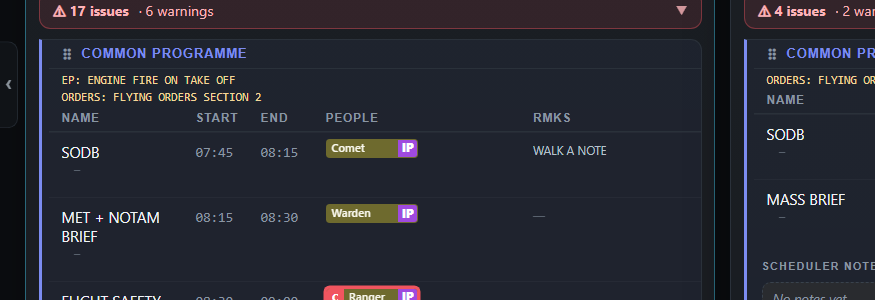 17 issues · 6 warnings
COMMON PROGRAMME
EP: ENGINE FIRE ON TAKE OFF
ORDERS: FLYING ORDERS SECTION 2
NAME START END PEOPLE RMKS
SODB 07:45 08:15 Comet IP WALK A NOTE
–
MET + NOTAM BRIEF 08:15 08:30 Warden IP —
–
FLIGHT SAFETY C Ranger IP
4 issues · 2 war
COMMON PR
ORDERS: FLYING OR
NAME
SODB
–
MASS BRIEF
–
SCHEDULER NOTE
No notes yet